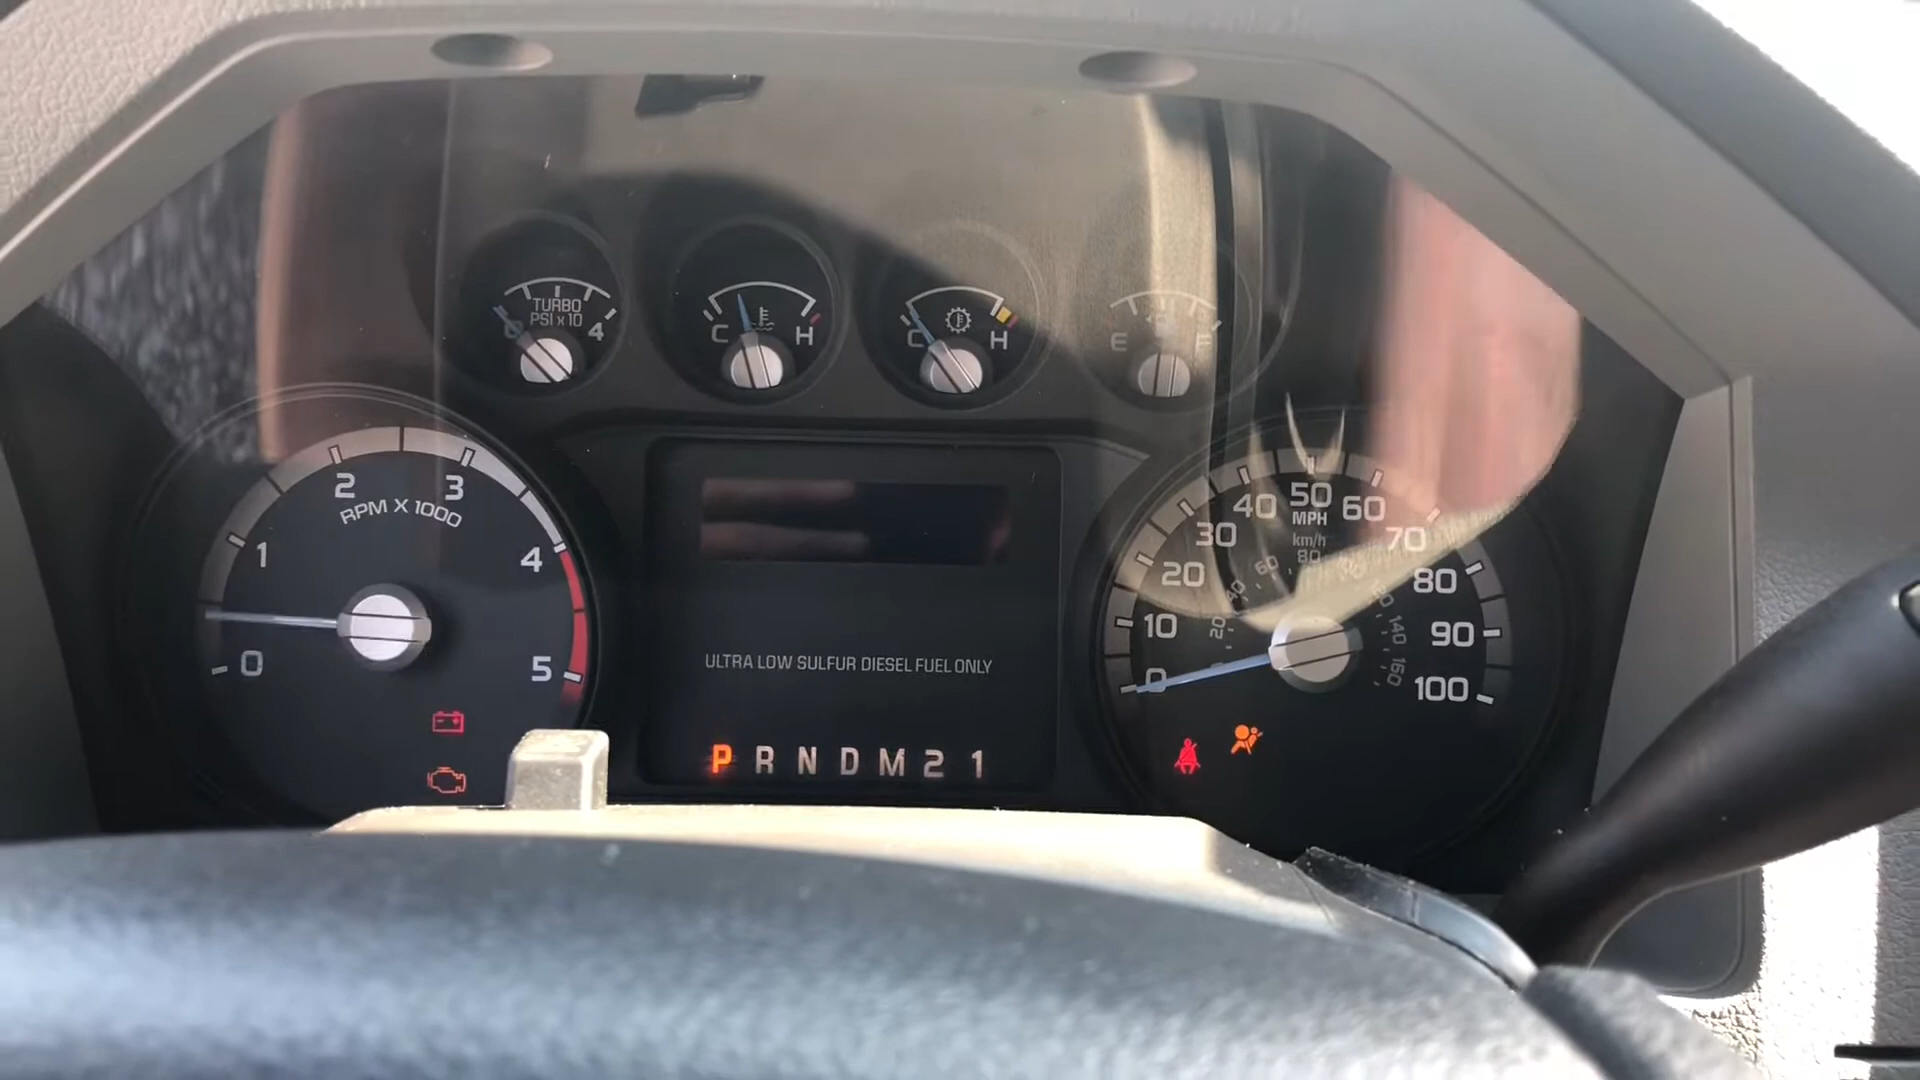 TURBO
PSI x 10
0 4
C H
C H
E F
0 1 2 3 4 5
RPM X 1000
ULTRA LOW SULFUR DIESEL FUEL ONLY
P R N D M 2 1
0 10 20 30 40 50 60 70 80 90 100
MPH
km/h
20 40 60 80 140 160